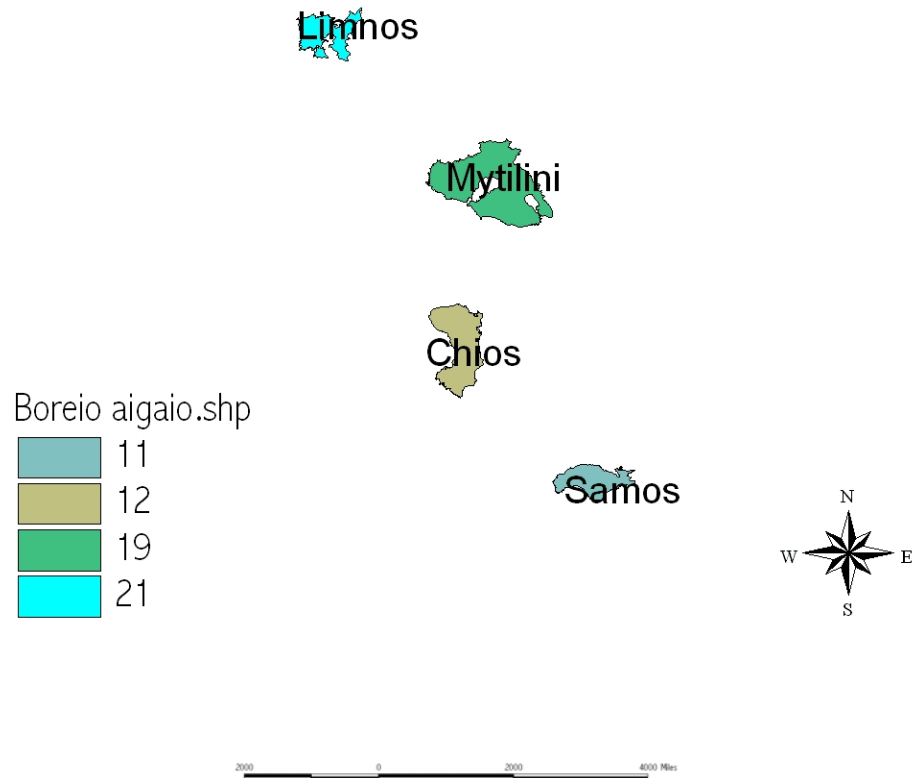 Limnos
Mytilini
Chios
Boreio aigaio.shp
11
12
19
21
Samos
N
W E
S
2000 0 2000 4000 Miles